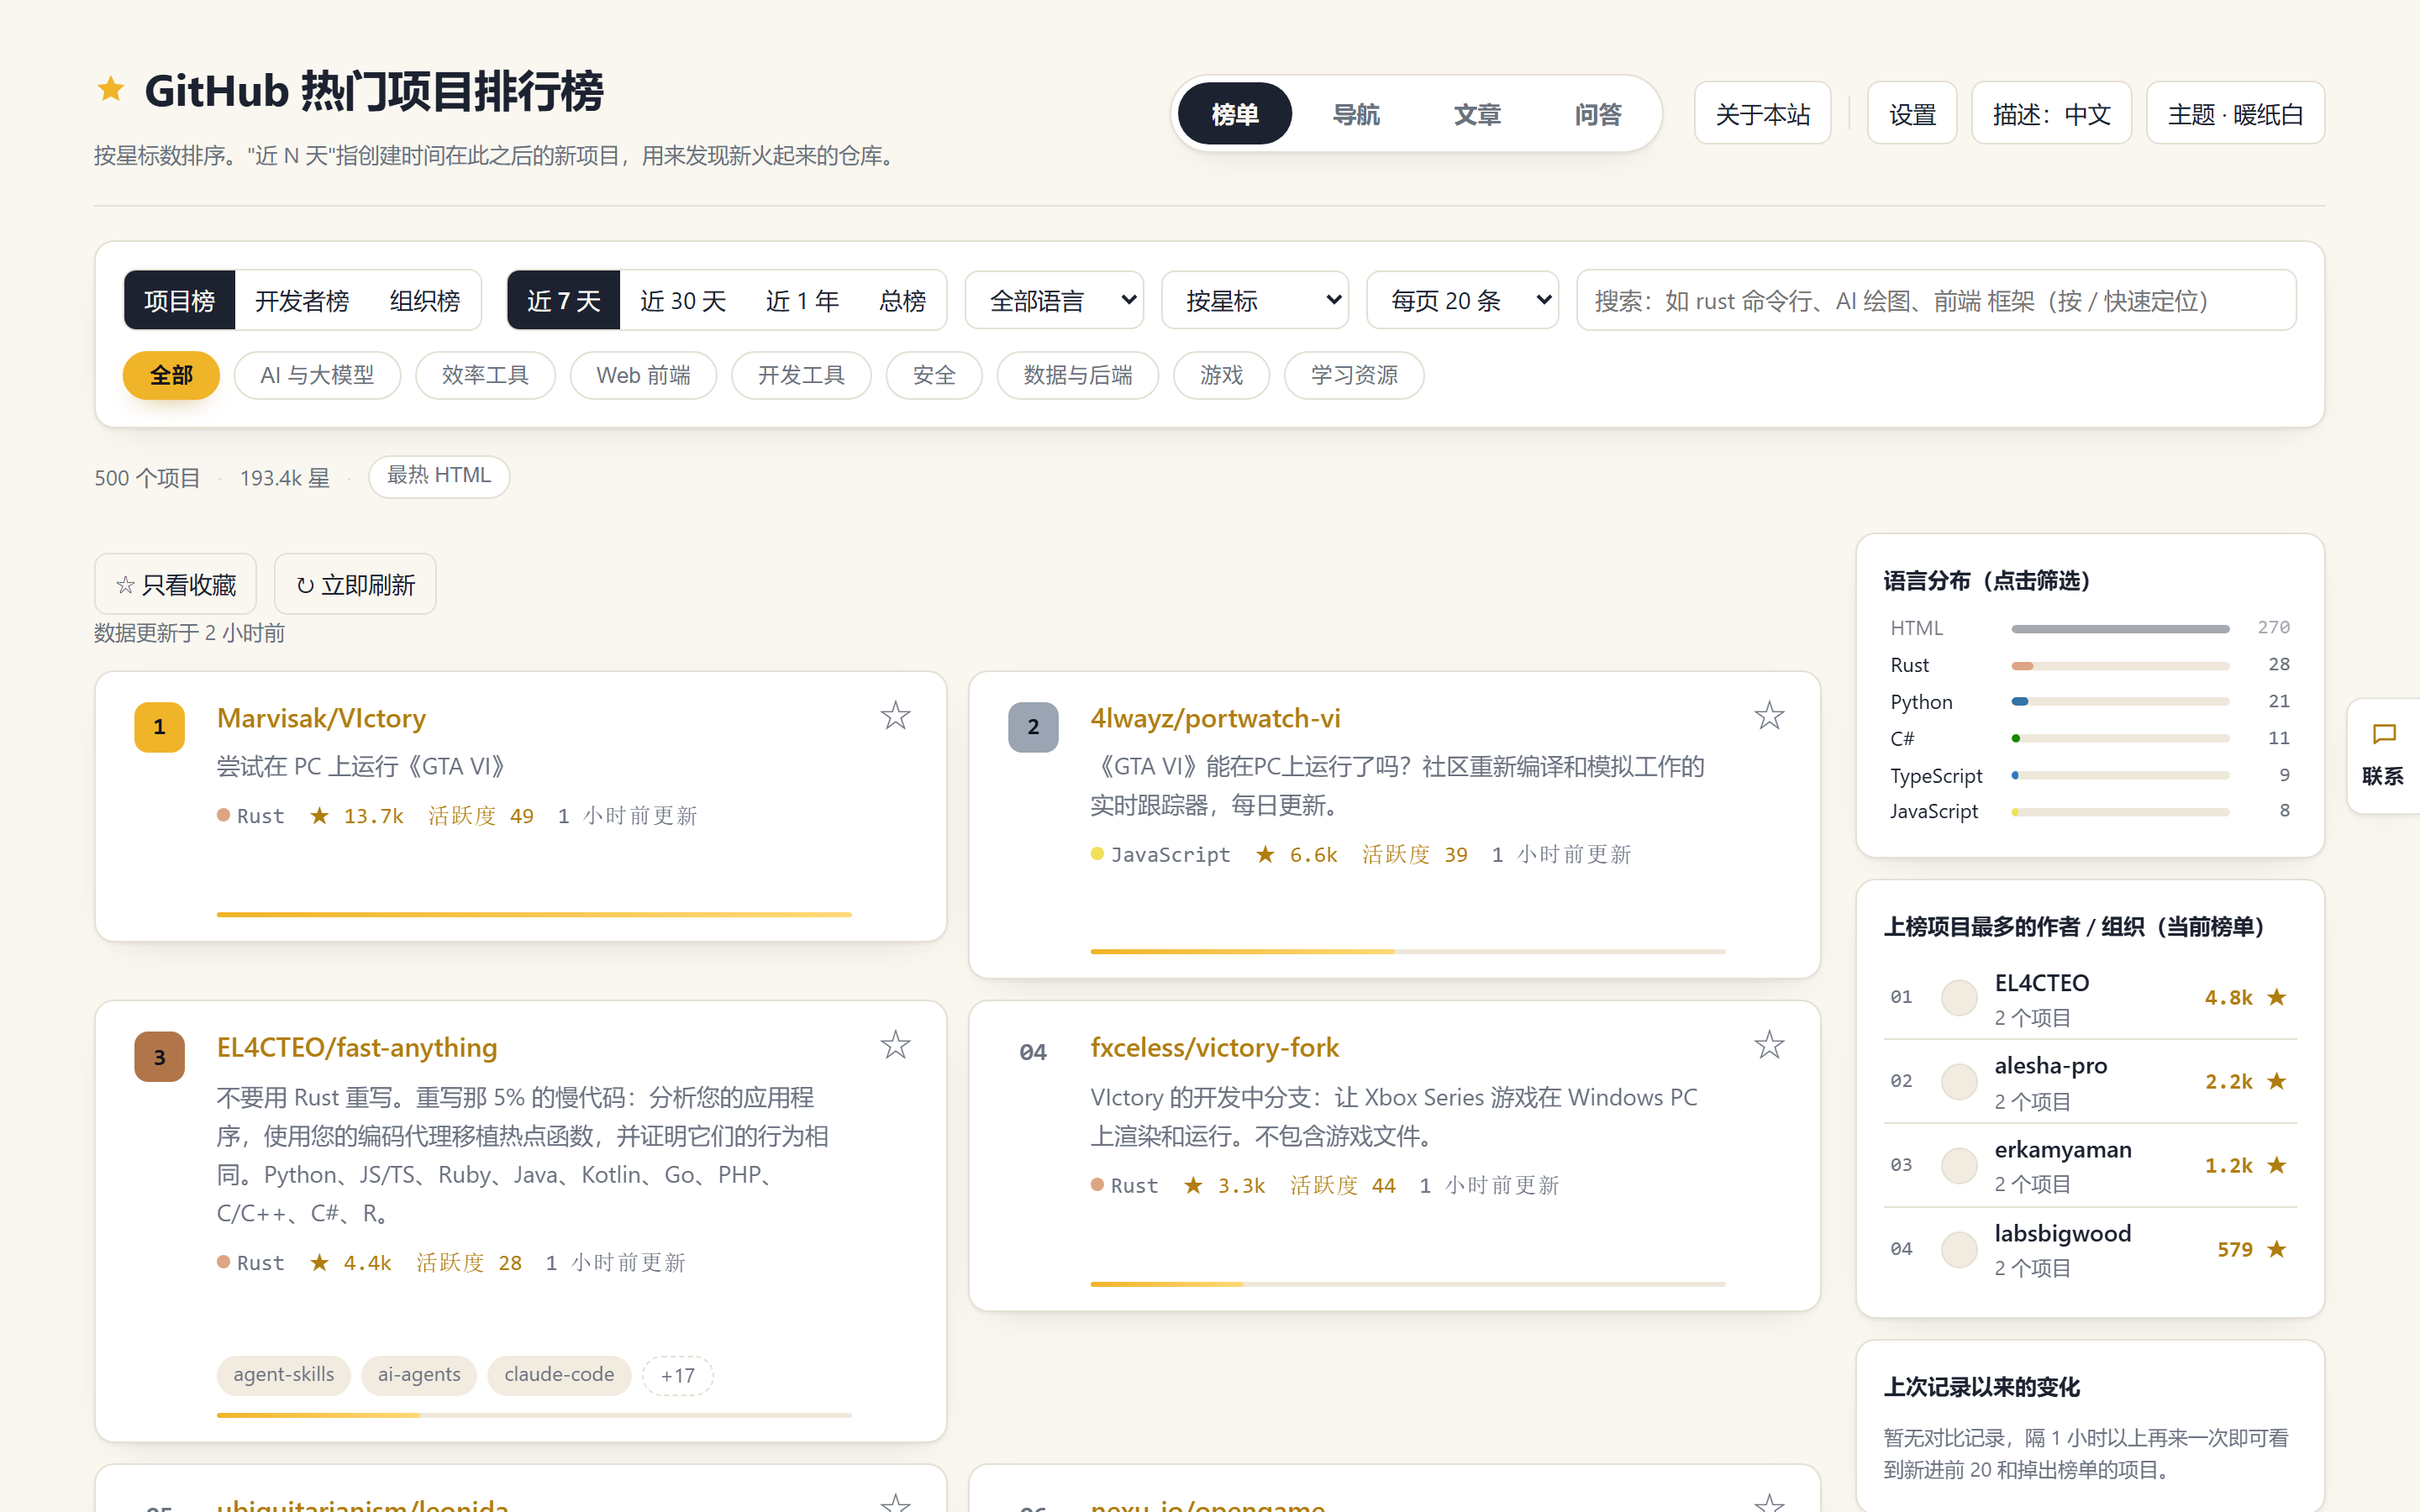 GitHub 热门项目排行榜
按星标数排序。"近 N 天"指创建时间在此之后的新项目，用来发现新火起来的仓库。
榜单 导航 文章 问答 关于本站 设置 描述：中文 主题 · 暖纸白
项目榜 开发者榜 组织榜 近 7 天 近 30 天 近 1 年 总榜 全部语言 按星标 每页 20 条 搜索：如 rust 命令行、AI 绘图、前端 框架（按 / 快速定位）
全部 AI 与大模型 效率工具 Web 前端 开发工具 安全 数据与后端 游戏 学习资源
500 个项目 · 193.4k 星 · 最热 HTML
☆ 只看收藏 ↻ 立即刷新
数据更新于 2 小时前
1 Marvisak/VIctory
尝试在 PC 上运行《GTA VI》
Rust ★ 13.7k 活跃度 49 1 小时前更新
2 4lwayz/portwatch-vi
《GTA VI》能在PC上运行了吗？社区重新编译和模拟工作的
实时跟踪器，每日更新。
JavaScript ★ 6.6k 活跃度 39 1 小时前更新
3 EL4CTEO/fast-anything
不要用 Rust 重写。重写那 5% 的慢代码：分析您的应用程
序，使用您的编码代理移植热点函数，并证明它们的行为相
同。Python、JS/TS、Ruby、Java、Kotlin、Go、PHP、
C/C++、C#、R。
Rust ★ 4.4k 活跃度 28 1 小时前更新
agent-skills ai-agents claude-code +17
04 fxceless/victory-fork
VIctory 的开发中分支：让 Xbox Series 游戏在 Windows PC
上渲染和运行。不包含游戏文件。
Rust ★ 3.3k 活跃度 44 1 小时前更新
05 ubiquitarianism/leonida
06 nexu-io/opengame
语言分布（点击筛选）
HTML 270
Rust 28
Python 21
C# 11
TypeScript 9
JavaScript 8
上榜项目最多的作者 / 组织（当前榜单）
01 EL4CTEO 4.8k ★
2 个项目
02 alesha-pro 2.2k ★
2 个项目
03 erkamyaman 1.2k ★
2 个项目
04 labsbigwood 579 ★
2 个项目
上次记录以来的变化
暂无对比记录，隔 1 小时以上再来一次即可看
到新进前 20 和掉出榜单的项目。
联系